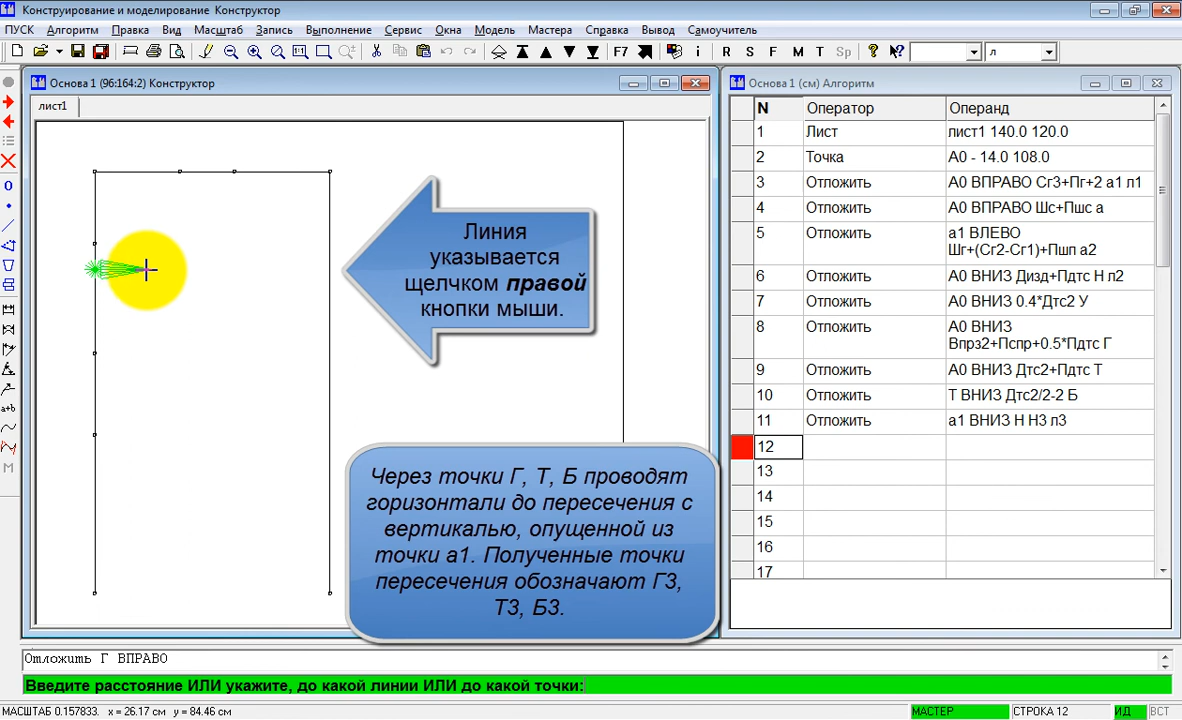 Конструирование и моделирование Конструктор
ПУСК Алгоритм Правка Вид Масштаб Запись Выполнение Сервис Окна Модель Мастера Справка Вывод Самоучитель
1:1 F7 i R S F M T Sp ? ? л
Основа 1 (96:164:2) Конструктор
лист1
0
a+b
M
Линия
указывается
щелчком правой
кнопки мыши.
Через точки Г, Т, Б проводят
горизонтали до пересечения с
вертикалью, опущенной из
точки а1. Полученные точки
пересечения обозначают Г3,
Т3, Б3.
Основа 1 (см) Алгоритм
N Оператор Операнд
1 Лист лист1 140.0 120.0
2 Точка А0 - 14.0 108.0
3 Отложить А0 ВПРАВО Сг3+Пг+2 а1 л1
4 Отложить А0 ВПРАВО Шс+Пшс а
5 Отложить а1 ВЛЕВО
Шг+(Сг2-Сг1)+Пшп а2
6 Отложить А0 ВНИЗ Дизд+Пдтс Н л2
7 Отложить А0 ВНИЗ 0.4*Дтс2 У
8 Отложить А0 ВНИЗ
Впрз2+Пспр+0.5*Пдтс Г
9 Отложить А0 ВНИЗ Дтс2+Пдтс Т
10 Отложить Т ВНИЗ Дтс2/2-2 Б
11 Отложить а1 ВНИЗ Н Н3 л3
12
13
14
15
16
17
Отложить Г ВПРАВО
Введите расстояние ИЛИ укажите, до какой линии ИЛИ до какой точки:
МАСШТАБ 0.157833. x = 26.17 см y = 84.46 см МАСТЕР СТРОКА 12 ИД ВСТ